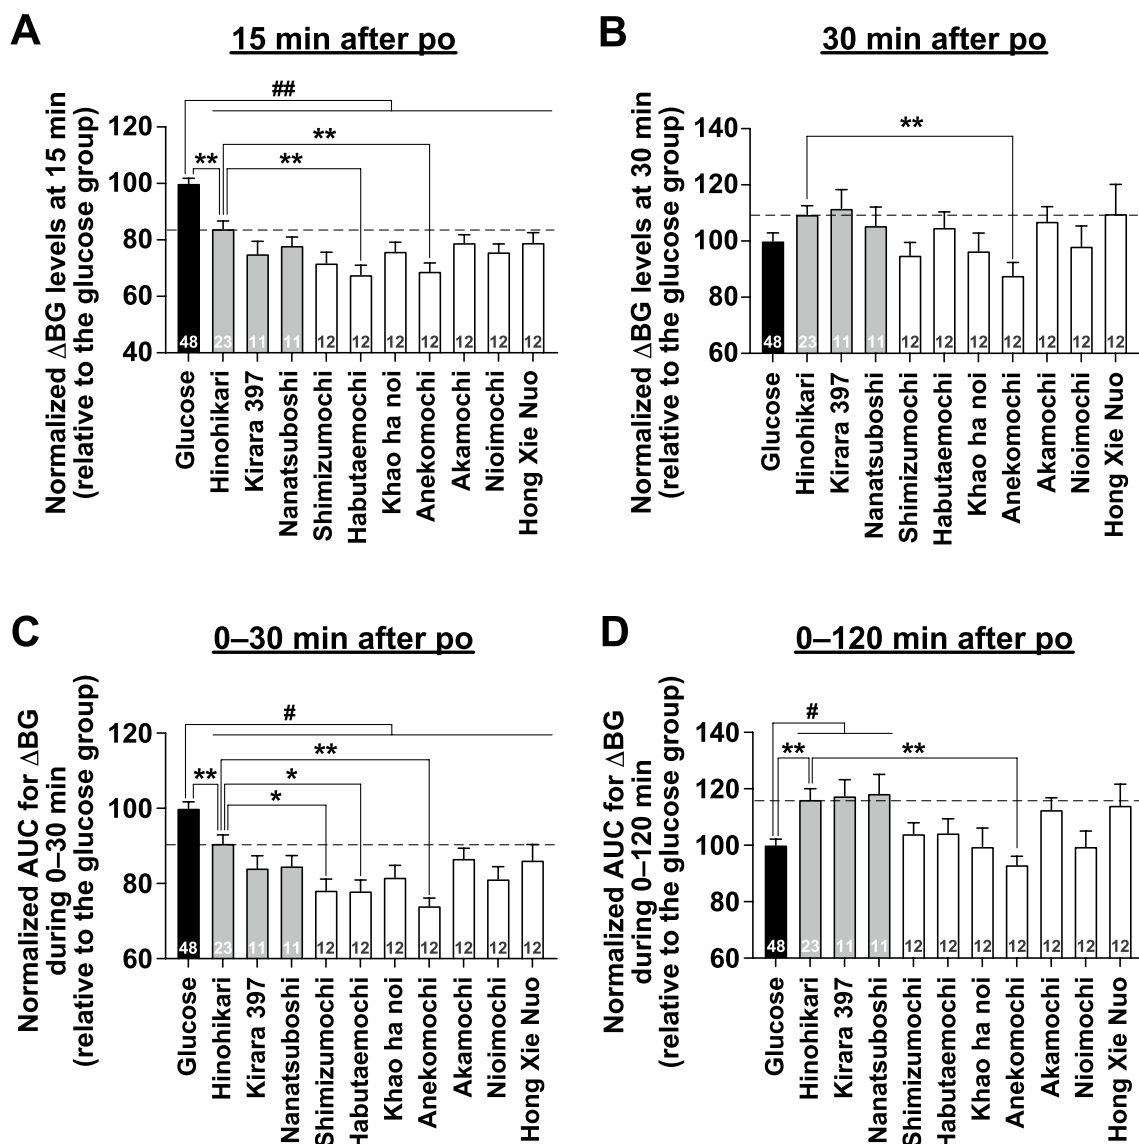 A
15 min after po
Normalized ΔBG levels at 15 min
(relative to the glucose group)
##
**
**
**
120
100
80
60
40
48
23
11
11
12
12
12
12
12
12
12
Glucose
Hinohikari
Kirara 397
Nanatsuboshi
Shimizumochi
Habutaemochi
Khao ha noi
Anekomochi
Akamochi
Nioimochi
Hong Xie Nuo
B
30 min after po
Normalized ΔBG levels at 30 min
(relative to the glucose group)
**
140
120
100
80
60
48
23
11
11
12
12
12
12
12
12
12
Glucose
Hinohikari
Kirara 397
Nanatsuboshi
Shimizumochi
Habutaemochi
Khao ha noi
Anekomochi
Akamochi
Nioimochi
Hong Xie Nuo
C
0–30 min after po
Normalized AUC for ΔBG
during 0–30 min
(relative to the glucose group)
#
**
**
*
*
120
100
80
60
48
23
11
11
12
12
12
12
12
12
12
Glucose
Hinohikari
Kirara 397
Nanatsuboshi
Shimizumochi
Habutaemochi
Khao ha noi
Anekomochi
Akamochi
Nioimochi
Hong Xie Nuo
D
0–120 min after po
Normalized AUC for ΔBG
during 0–120 min
(relative to the glucose group)
#
**
**
140
120
100
80
60
48
23
11
11
12
12
12
12
12
12
12
Glucose
Hinohikari
Kirara 397
Nanatsuboshi
Shimizumochi
Habutaemochi
Khao ha noi
Anekomochi
Akamochi
Nioimochi
Hong Xie Nuo